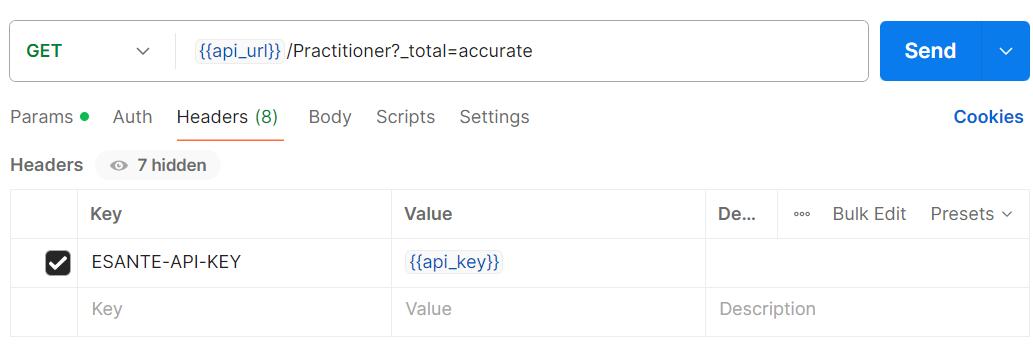 GET {{api_url}}/Practitioner?_total=accurate Send
Params Auth Headers (8) Body Scripts Settings Cookies
Headers 7 hidden
Key Value De... Bulk Edit Presets
ESANTE-API-KEY {{api_key}}
Key Value Description